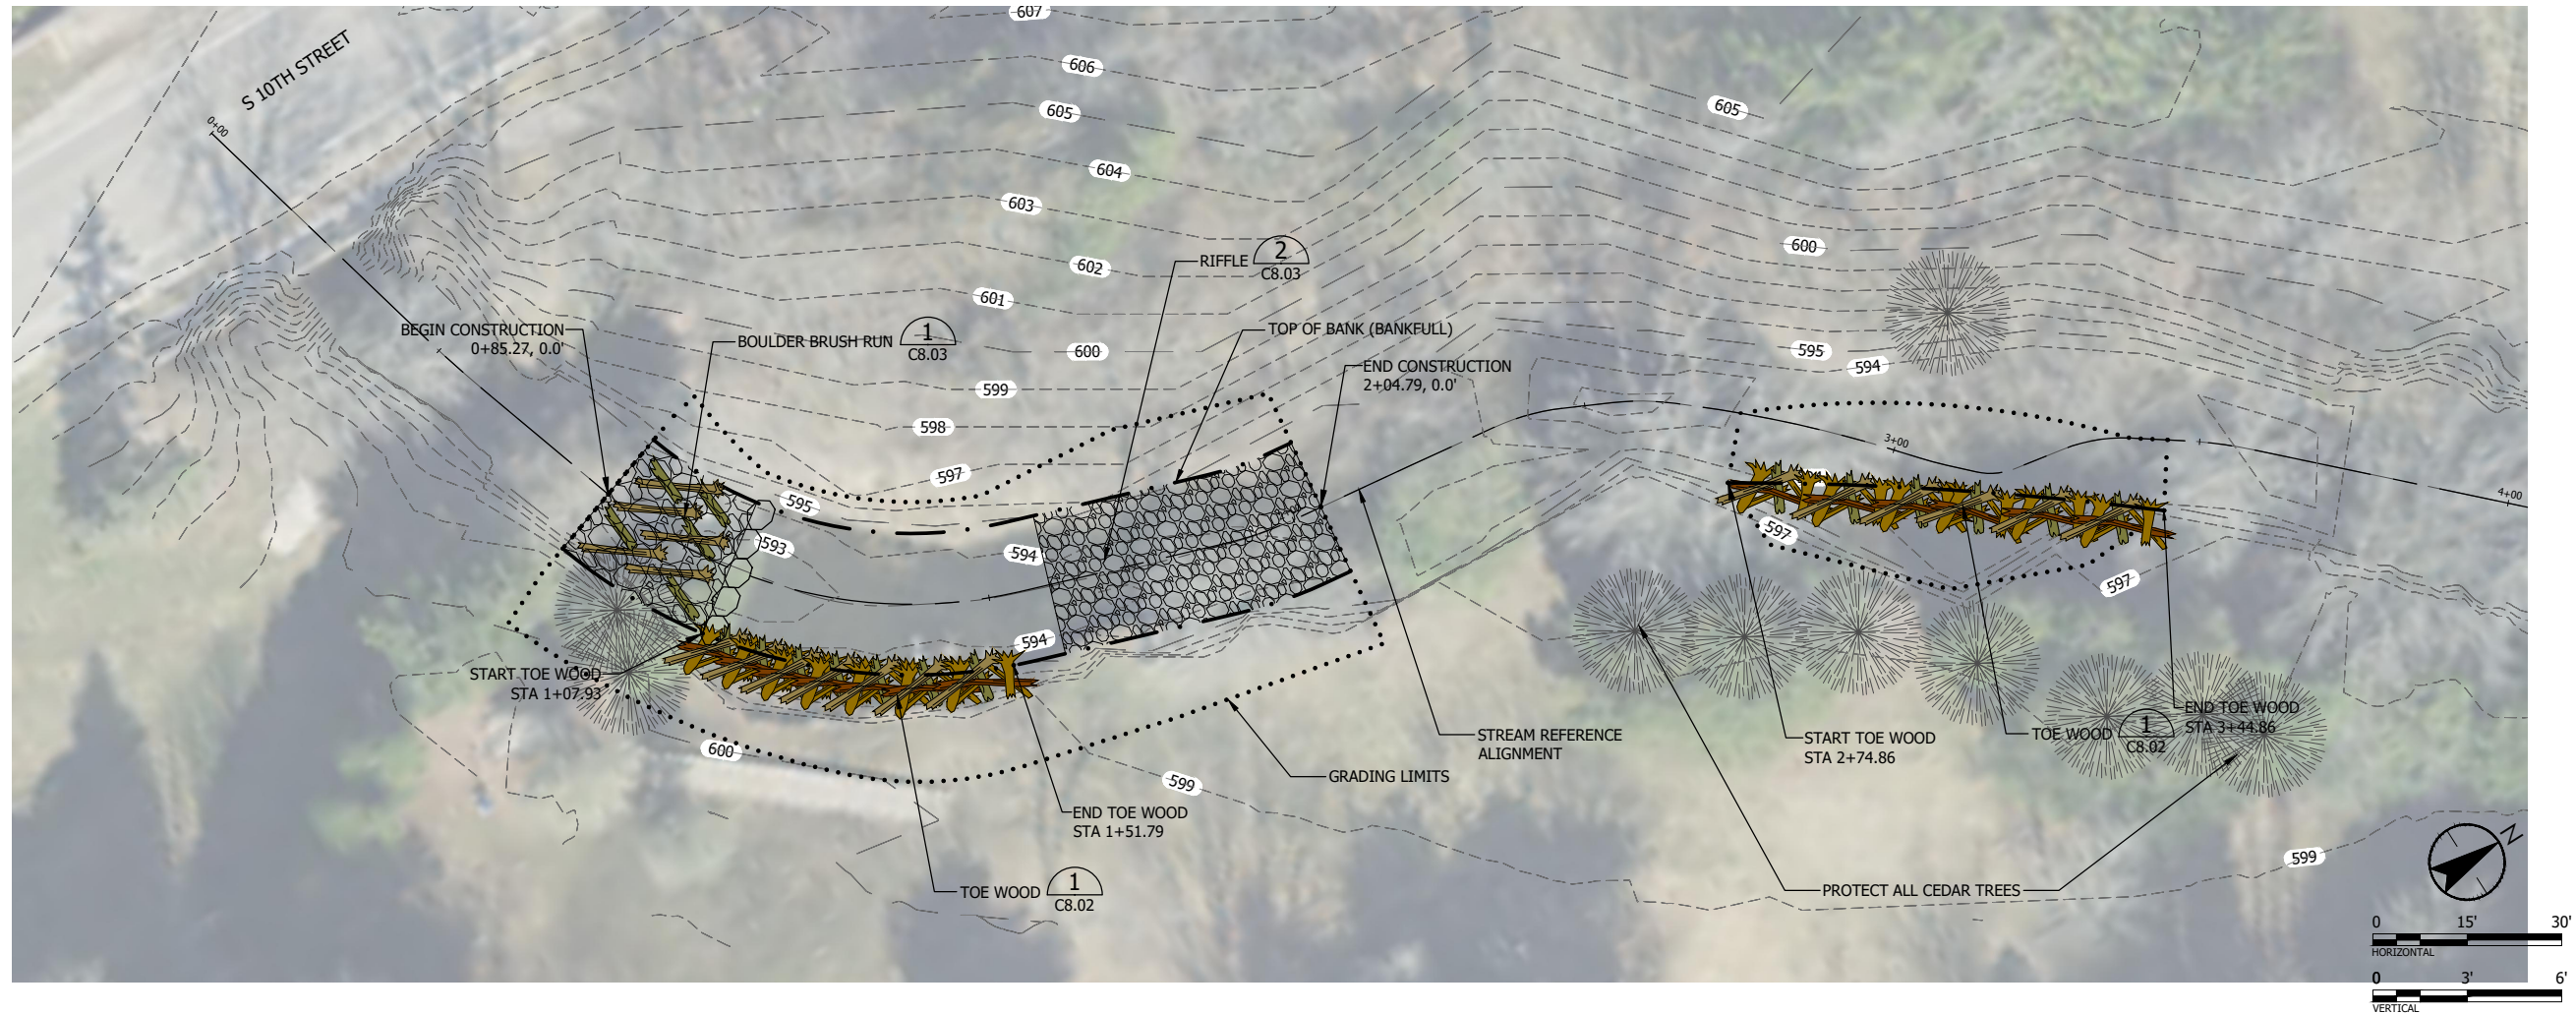 607
606
605
604
603
602
601
600
599
598
597
595
594
593
594
605
600
595
594
597
597
600
599
599
S 10TH STREET
0+00
3+00
4+00
BEGIN CONSTRUCTION
0+85.27, 0.0'
BOULDER BRUSH RUN
1
C8.03
RIFFLE
2
C8.03
TOP OF BANK (BANKFULL)
END CONSTRUCTION
2+04.79, 0.0'
START TOE WOOD
STA 1+07.93
END TOE WOOD
STA 1+51.79
TOE WOOD
1
C8.02
GRADING LIMITS
STREAM REFERENCE
ALIGNMENT
START TOE WOOD
STA 2+74.86
TOE WOOD
1
C8.02
END TOE WOOD
STA 3+44.86
PROTECT ALL CEDAR TREES
N
0 15' 30'
HORIZONTAL
0 3' 6'
VERTICAL